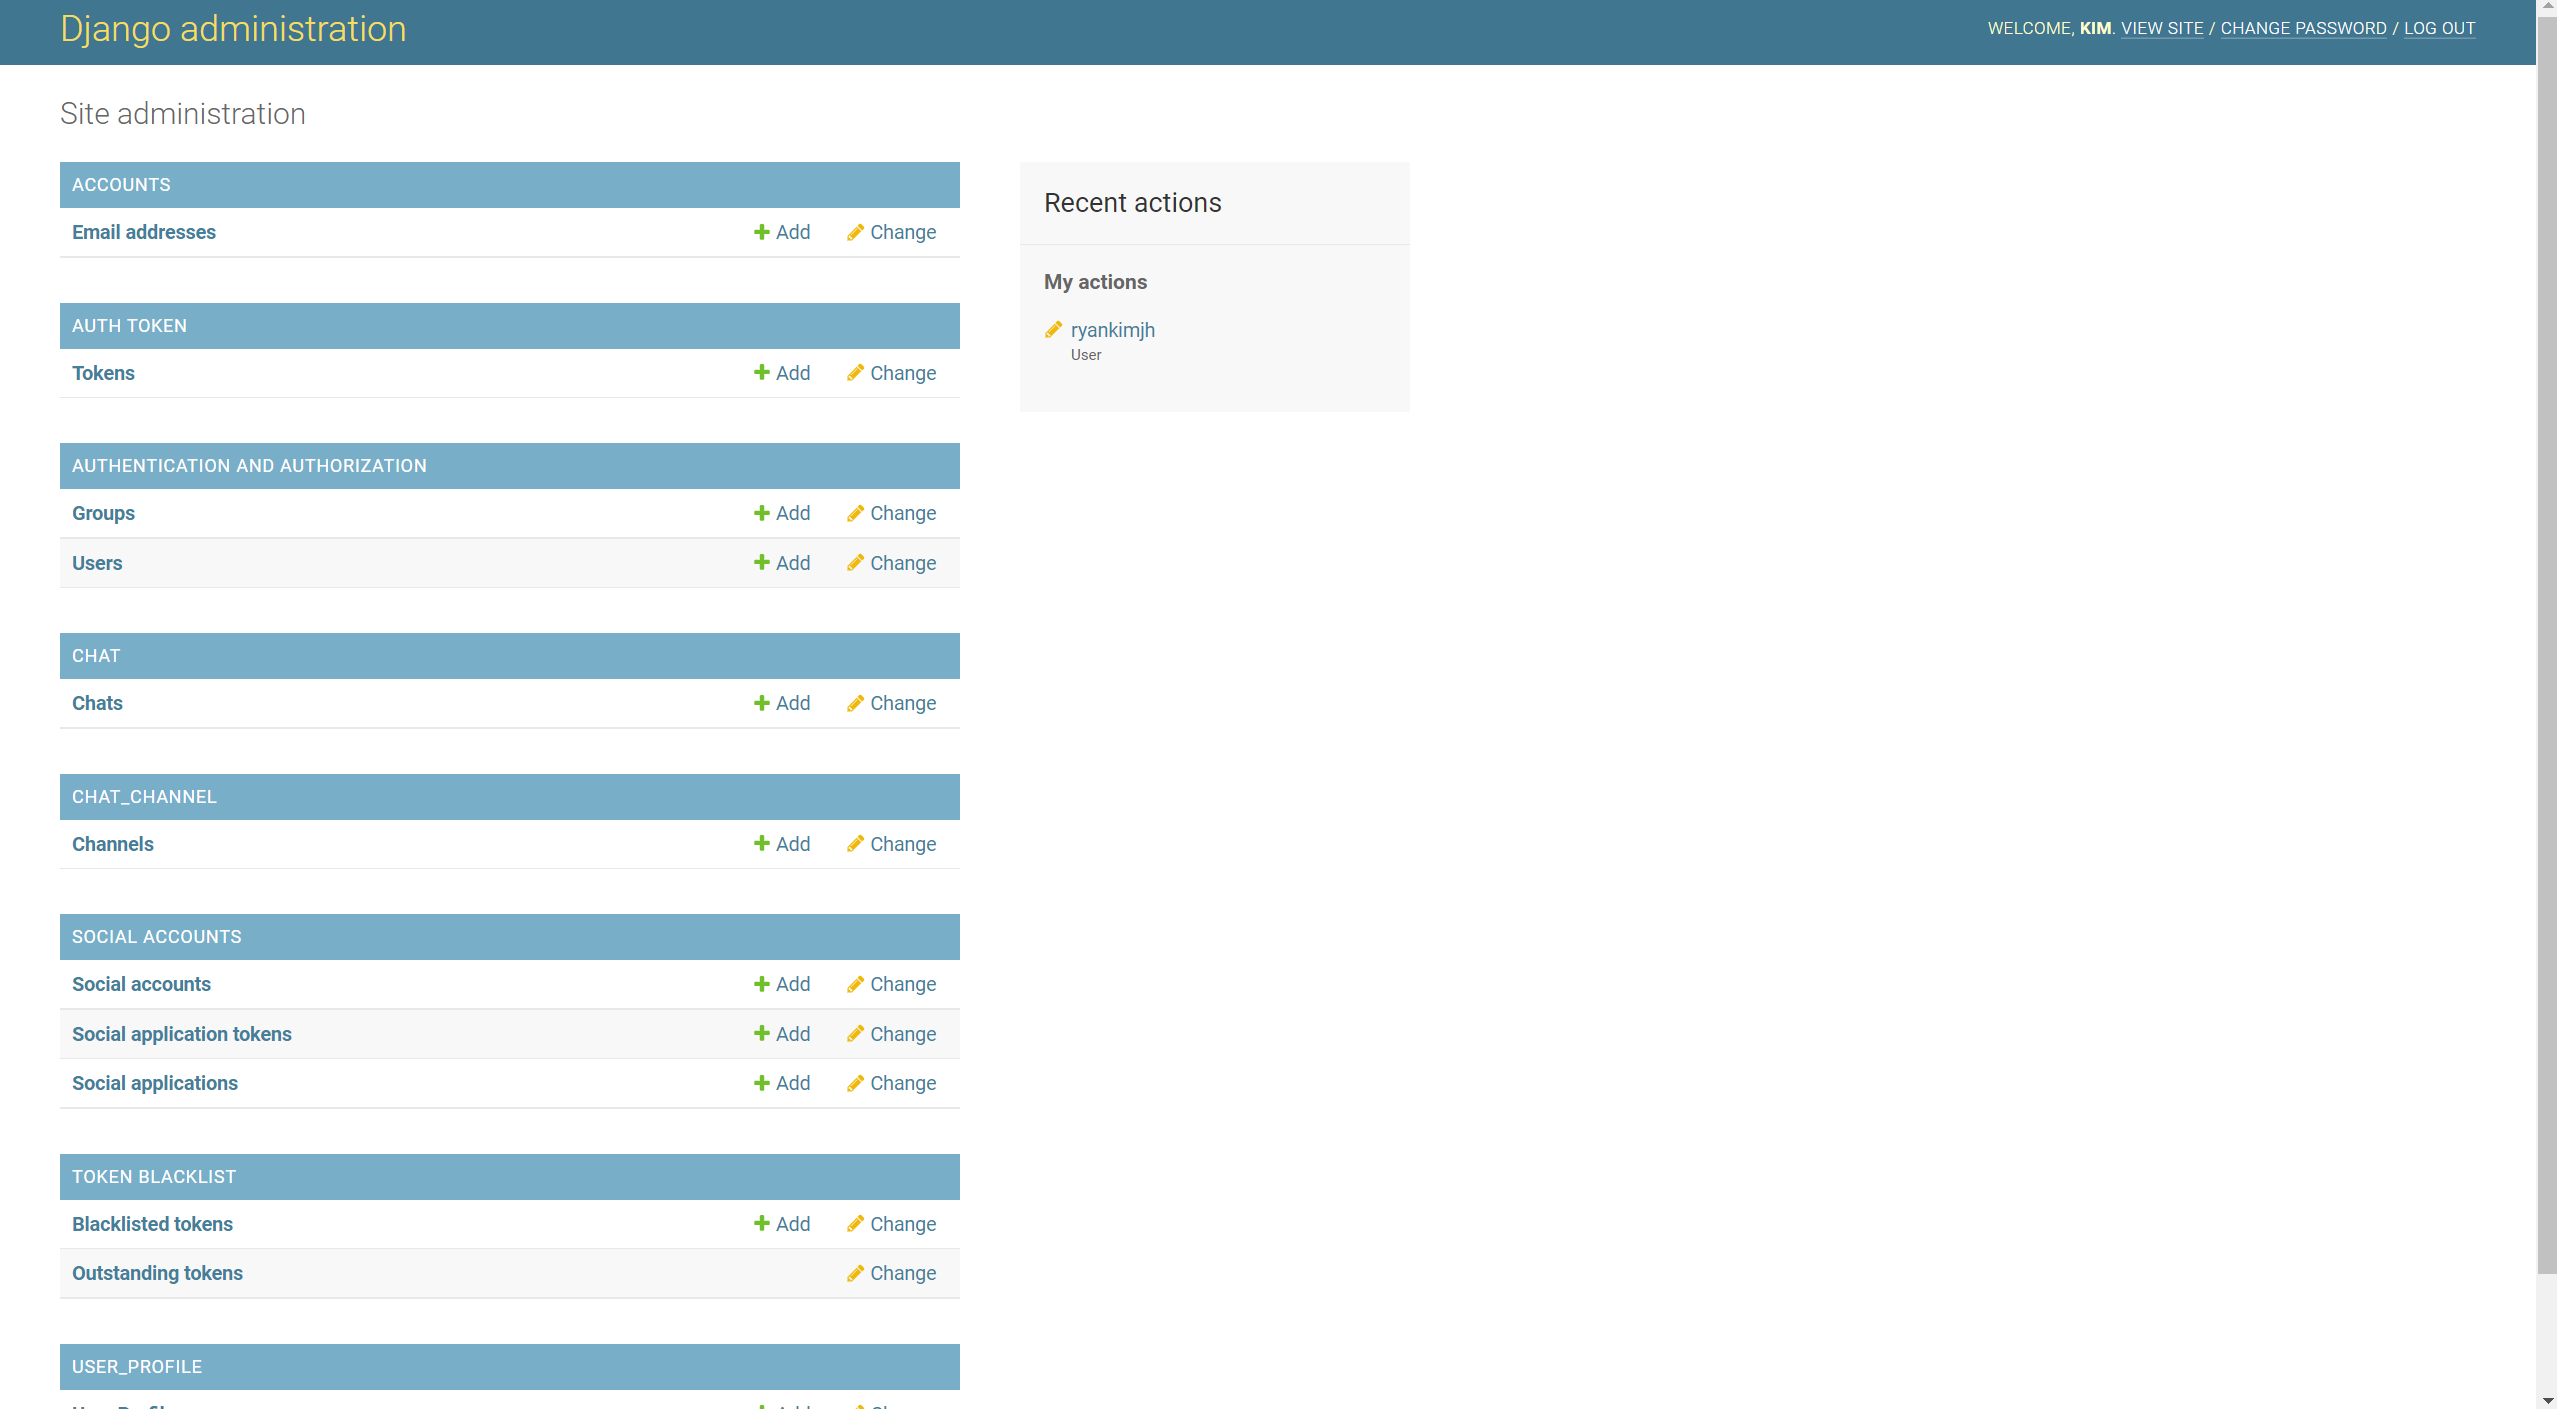 Django administration
WELCOME, KIM. VIEW SITE / CHANGE PASSWORD / LOG OUT
Site administration
ACCOUNTS
Email addresses Add Change
AUTH TOKEN
Tokens Add Change
AUTHENTICATION AND AUTHORIZATION
Groups Add Change
Users Add Change
CHAT
Chats Add Change
CHAT_CHANNEL
Channels Add Change
SOCIAL ACCOUNTS
Social accounts Add Change
Social application tokens Add Change
Social applications Add Change
TOKEN BLACKLIST
Blacklisted tokens Add Change
Outstanding tokens Change
USER_PROFILE
Recent actions
My actions
ryankimjh
User